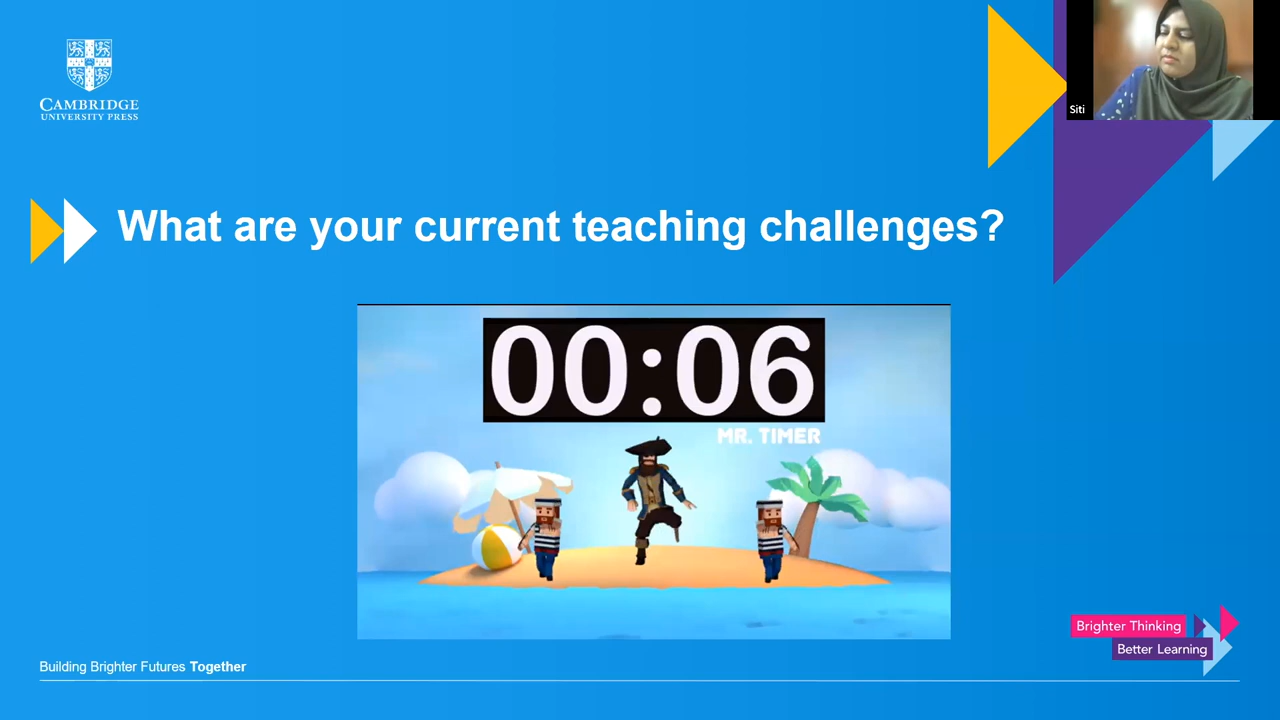 CAMBRIDGE
UNIVERSITY PRESS
Siti
What are your current teaching challenges?
00:06
MR. TIMER
Brighter Thinking
Better Learning
Building Brighter Futures Together